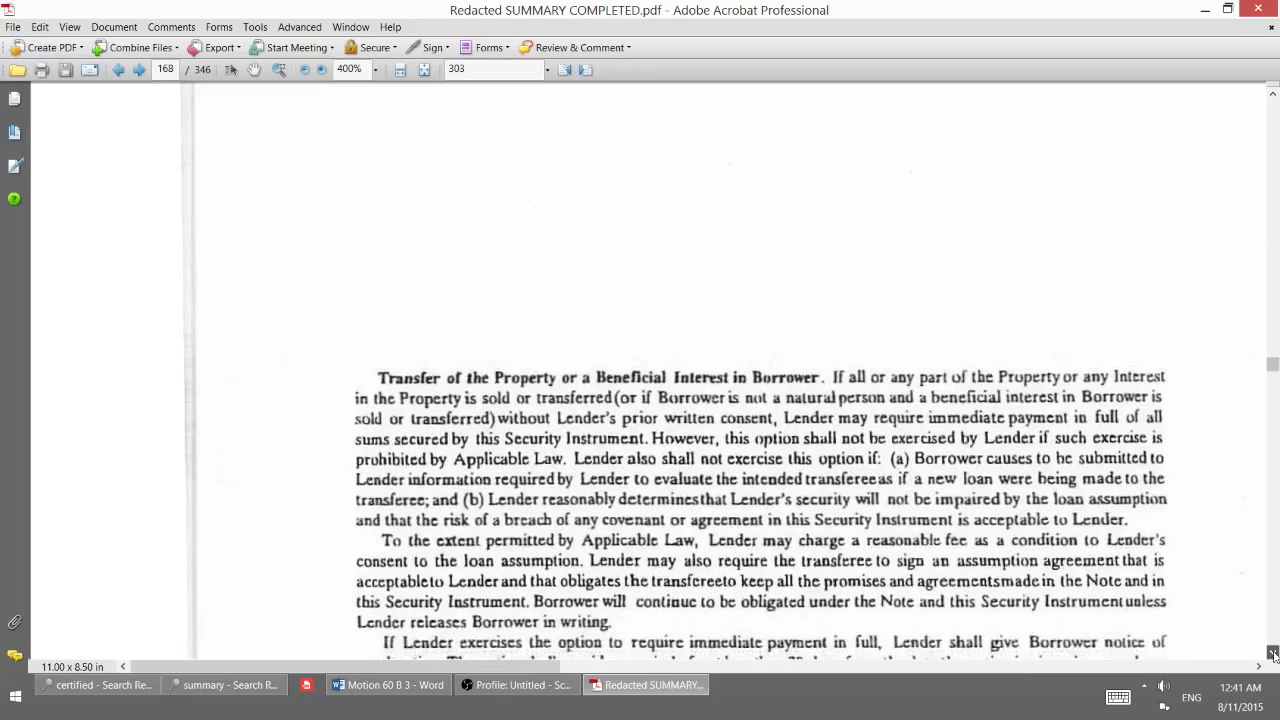 Redacted SUMMARY COMPLETED.pdf - Adobe Acrobat Professional
File Edit View Document Comments Forms Tools Advanced Window Help
Create PDF Combine Files Export Start Meeting Secure Sign Forms Review & Comment
168 / 346 400% 303
Transfer of the Property or a Beneficial Interest in Borrower. If all or any part of the Property or any Interest
in the Property is sold or transferred (or if Borrower is not a natural person and a beneficial interest in Borrower is
sold or transferred) without Lender's prior written consent, Lender may require immediate payment in full of all
sums secured by this Security Instrument. However, this option shall not be exercised by Lender if such exercise is
prohibited by Applicable Law. Lender also shall not exercise this option if: (a) Borrower causes to be submitted to
Lender information required by Lender to evaluate the intended transferee as if a new loan were being made to the
transferee; and (b) Lender reasonably determines that Lender's security will not be impaired by the loan assumption
and that the risk of a breach of any covenant or agreement in this Security Instrument is acceptable to Lender.
To the extent permitted by Applicable Law, Lender may charge a reasonable fee as a condition to Lender's
consent to the loan assumption. Lender may also require the transferee to sign an assumption agreement that is
acceptable to Lender and that obligates the transferee to keep all the promises and agreements made in the Note and in
this Security Instrument. Borrower will continue to be obligated under the Note and this Security Instrument unless
Lender releases Borrower in writing.
If Lender exercises the option to require immediate payment in full, Lender shall give Borrower notice of
11.00 x 8.50 in
certified - Search Re... summary - Search R... Motion 60 B 3 - Word Profile: Untitled - Sc... Redacted SUMMARY... ENG 12:41 AM
8/11/2015